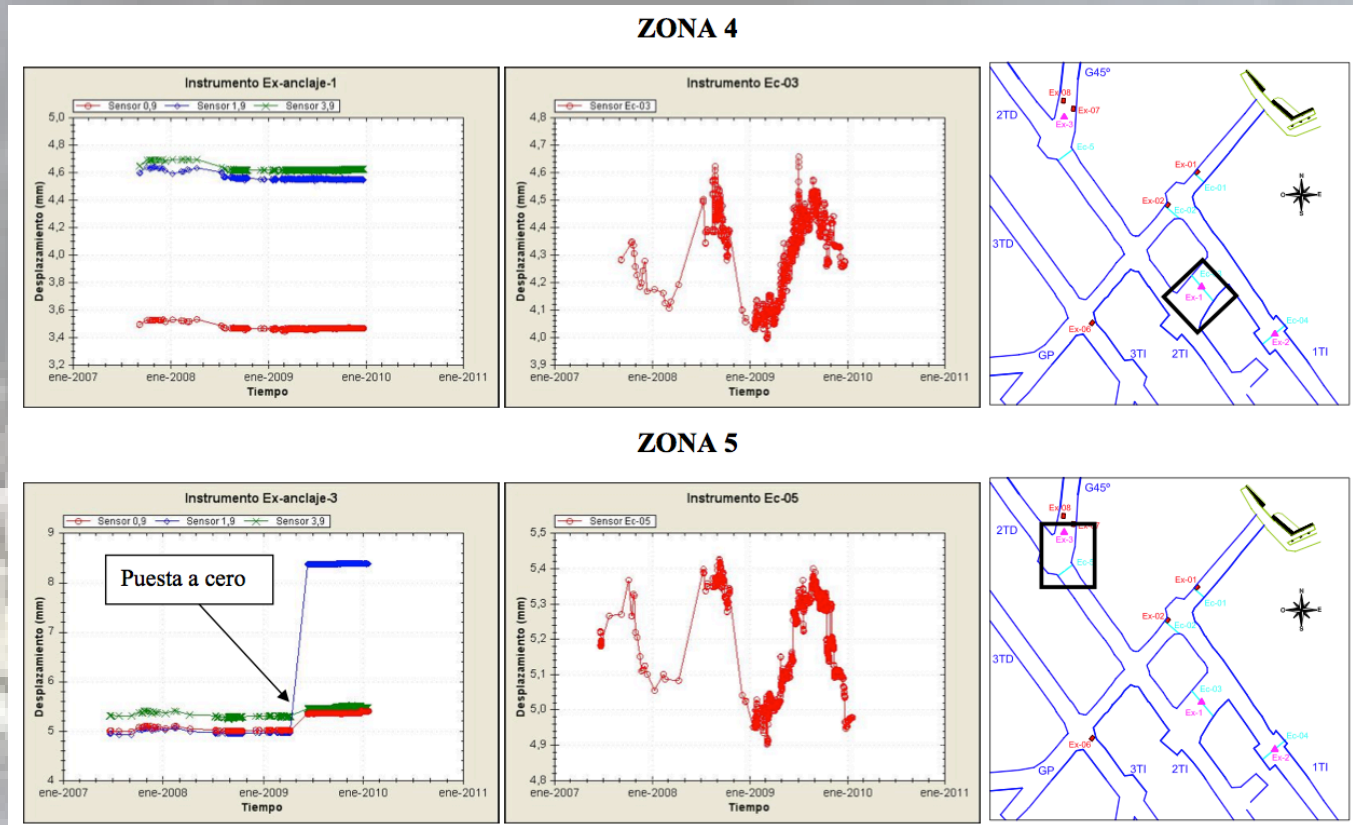 ZONA 4
Instrumento Ex-anclaje-1
Sensor 0,9 Sensor 1,9 Sensor 3,9
Desplazamiento (mm)
5,0
4,8
4,6
4,4
4,2
4,0
3,8
3,6
3,4
3,2
ene-2007 ene-2008 ene-2009 ene-2010 ene-2011
Tiempo
Instrumento Ec-03
Sensor Ec-03
Desplazamiento (mm)
4,8
4,7
4,6
4,5
4,4
4,3
4,2
4,1
4,0
3,9
ene-2007 ene-2008 ene-2009 ene-2010 ene-2011
Tiempo
G45º
Ex-08
2TD
Ex-07
Ex-3
Ec-5
Ex-01
Ec-01
N
O E
S
Ex-02
Ec-02
3TD
Ex-1
Ec-04
Ex-06
Ex-2
GP
3TI
2TI
1TI
ZONA 5
Instrumento Ex-anclaje-3
Sensor 0,9 Sensor 1,9 Sensor 3,9
Desplazamiento (mm)
9
8
7
6
5
4
Puesta a cero
ene-2007 ene-2008 ene-2009 ene-2010 ene-2011
Tiempo
Instrumento Ec-05
Sensor Ec-05
Desplazamiento (mm)
5,5
5,4
5,3
5,2
5,1
5,0
4,9
4,8
ene-2007 ene-2008 ene-2009 ene-2010 ene-2011
Tiempo
G45º
Ex-08
2TD
Ex-3
Ex-01
Ec-01
N
O E
S
Ex-02
Ec-02
3TD
Ec-03
Ex-1
Ec-04
Ex-06
Ex-2
GP
3TI
2TI
1TI